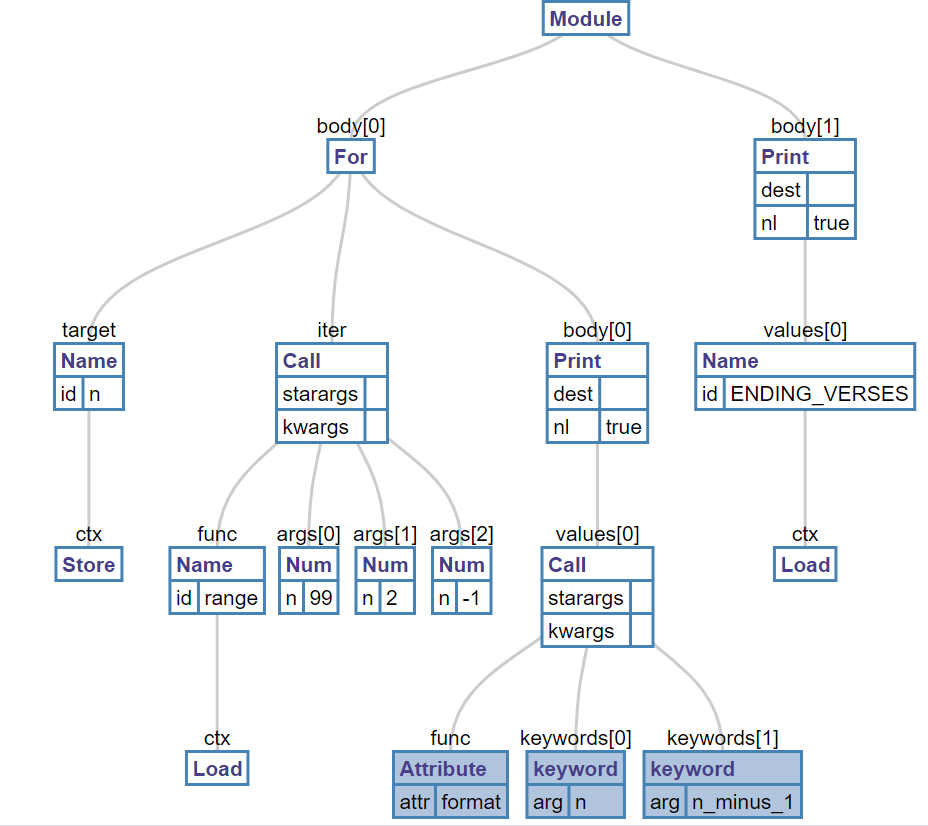 Module
body[0] body[1]
For Print
dest
nl true
target iter body[0] values[0]
Name Call Print Name
id n starargs dest id ENDING_VERSES
kwargs nl true
ctx func args[0] args[1] args[2] values[0] ctx
Store Name Num Num Num Call Load
id range n 99 n 2 n -1 starargs
kwargs
ctx func keywords[0] keywords[1]
Load Attribute keyword keyword
attr format arg n arg n_minus_1